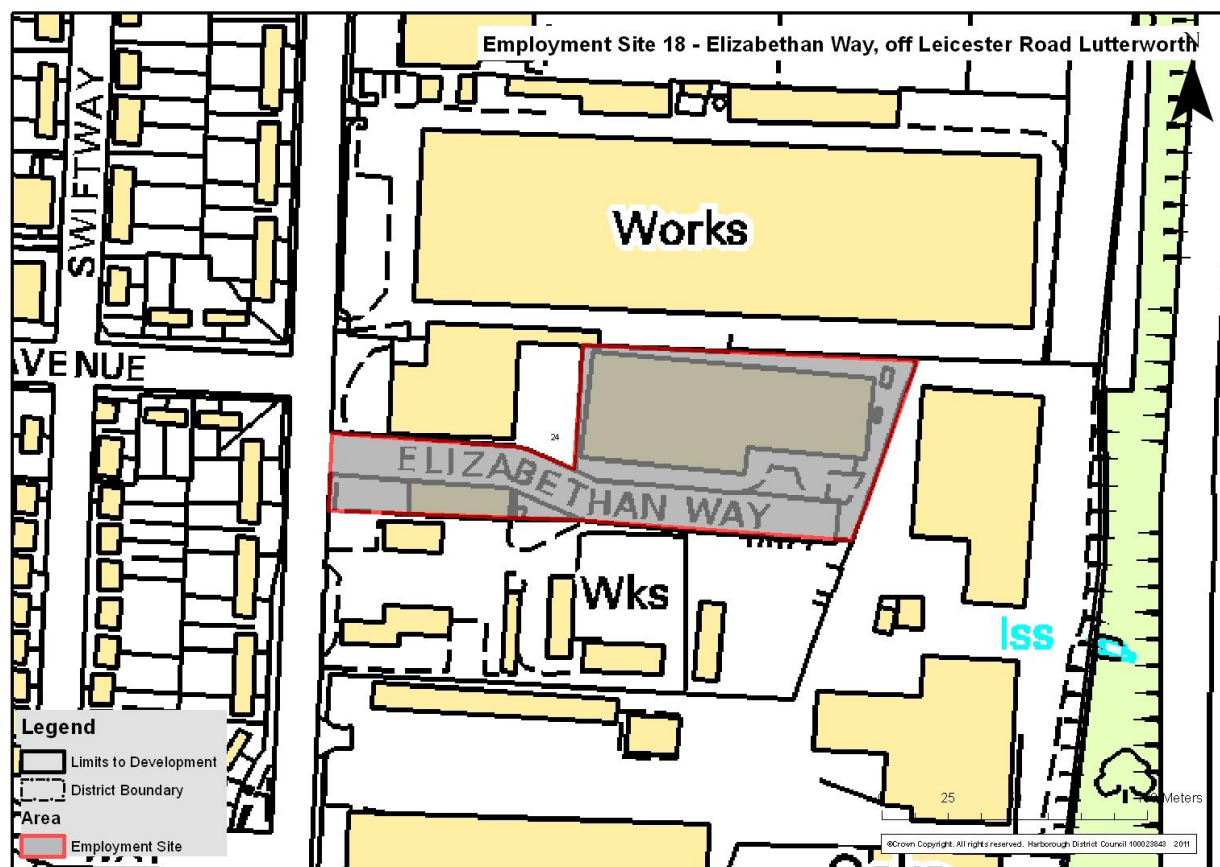 Employment Site 18 - Elizabethan Way, off Leicester Road Lutterworth
N
SWIFTWAY
Works
AVENUE
24
ELIZABETHAN WAY
Wks
Iss
Legend
Limits to Development
District Boundary
Area
Employment Site
25
Meters
©Crown Copyright. All rights reserved. Harborough District Council 100023843 2011